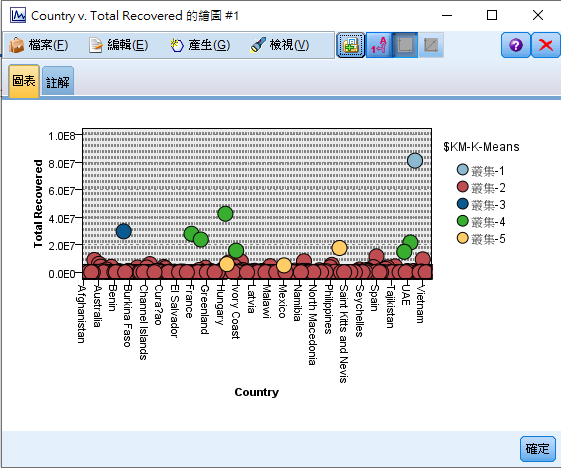 Country v. Total Recovered 的繪圖 #1
檔案(F) 編輯(E) 產生(G) 檢視(V)
圖表 註解
Total Recovered
1.0E8
8.0E7
6.0E7
4.0E7
2.0E7
0.0E0
Afghanistan
Australia
Benin
Burkina Faso
Channel Islands
Cura?ao
El Salvador
France
Greenland
Hungary
Ivory Coast
Latvia
Malawi
Mexico
Namibia
North Macedonia
Philippines
Saint Kitts and Nevis
Seychelles
Spain
Tajikistan
UAE
Vietnam
Country
$KM-K-Means
叢集-1
叢集-2
叢集-3
叢集-4
叢集-5
確定